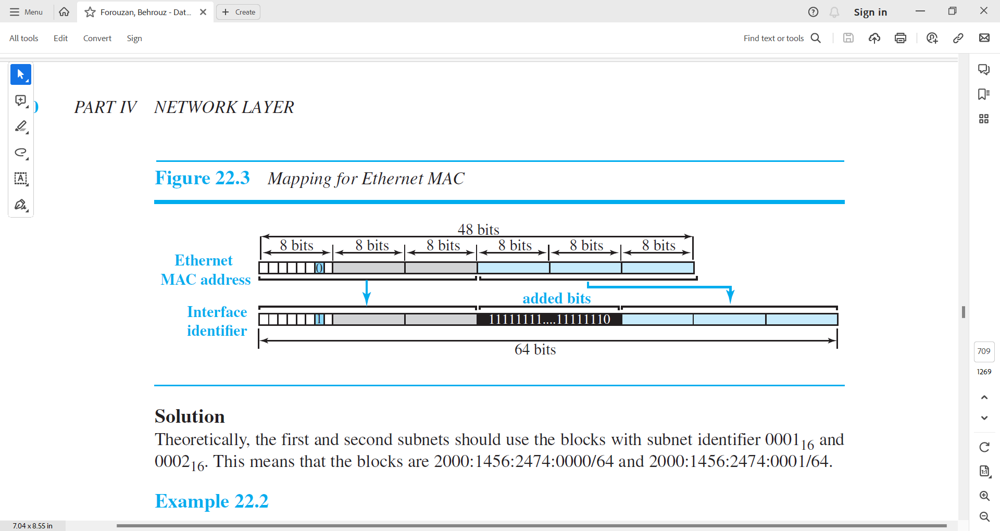 Menu
Forouzan, Behrouz - Dat...
Create
Sign in
All tools
Edit
Convert
Sign
Find text or tools
PART IV NETWORK LAYER
Figure 22.3 Mapping for Ethernet MAC
48 bits
8 bits 8 bits 8 bits 8 bits 8 bits 8 bits
Ethernet
MAC address
0
added bits
Interface
identifier
1
11111111....11111110
64 bits
Solution
Theoretically, the first and second subnets should use the blocks with subnet identifier 0001₁₆ and
0002₁₆. This means that the blocks are 2000:1456:2474:0000/64 and 2000:1456:2474:0001/64.
Example 22.2
709
1269
7.04 x 8.55 in